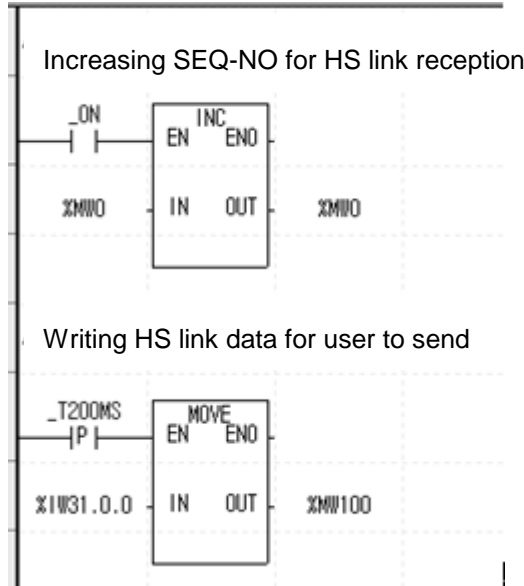 Increasing SEQ-NO for HS link reception
_ON
INC
EN ENO
%MW0 IN OUT %MW0
Writing HS link data for user to send
_T200MS
MOVE
P EN ENO
%IW31.0.0 IN OUT %MW100